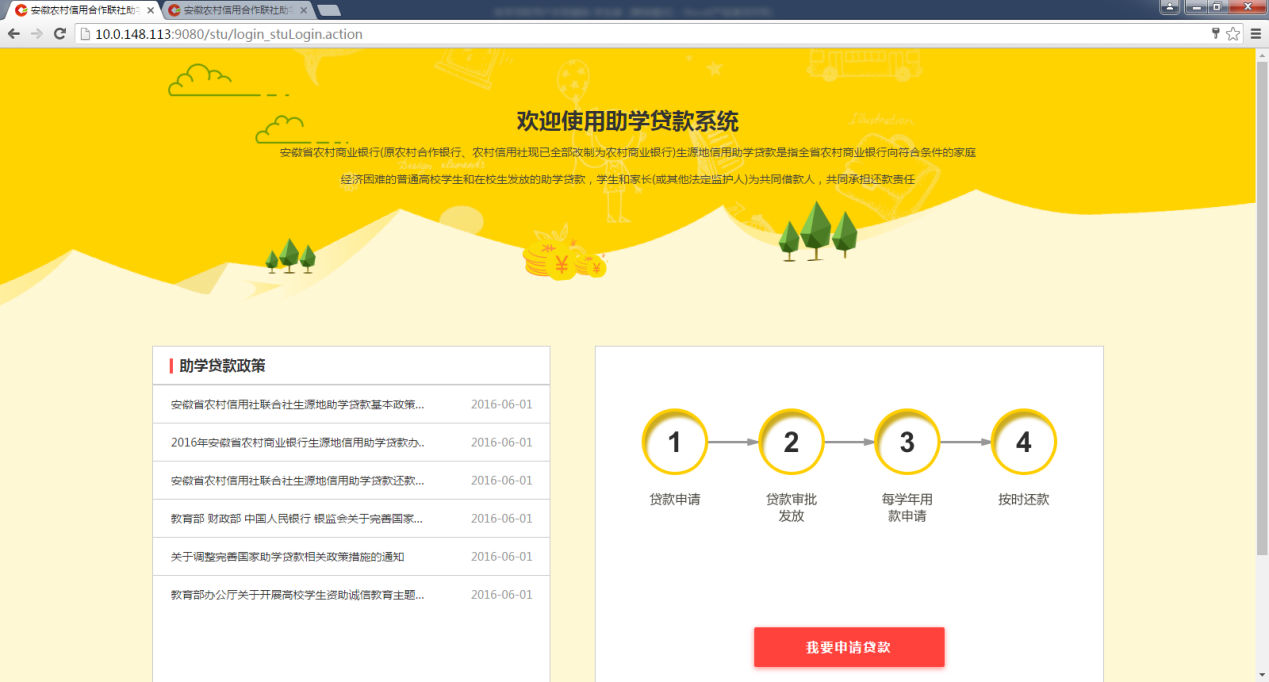 安徽农村信用合作联社助
安徽农村信用合作联社助
10.0.148.113:9080/stu/login_stuLogin.action
欢迎使用助学贷款系统
安徽省农村商业银行(原农村合作银行、农村信用社现已全部改制为农村商业银行)生源地信用助学贷款是指全省农村商业银行向符合条件的家庭
经济困难的普通高校学生和在校生发放的助学贷款，学生和家长(或其他法定监护人)为共同借款人，共同承担还款责任
助学贷款政策
安徽省农村信用社联合社生源地助学贷款基本政策... 2016-06-01
2016年安徽省农村商业银行生源地信用助学贷款办.. 2016-06-01
安徽省农村信用社联合社生源地信用助学贷款还款... 2016-06-01
教育部 财政部 中国人民银行 银监会关于完善国家... 2016-06-01
关于调整完善国家助学贷款相关政策措施的通知 2016-06-01
教育部办公厅关于开展高校学生资助诚信教育主题... 2016-06-01
1 2 3 4
贷款申请 贷款审批 每学年用 按时还款
发放 款申请
我要申请贷款